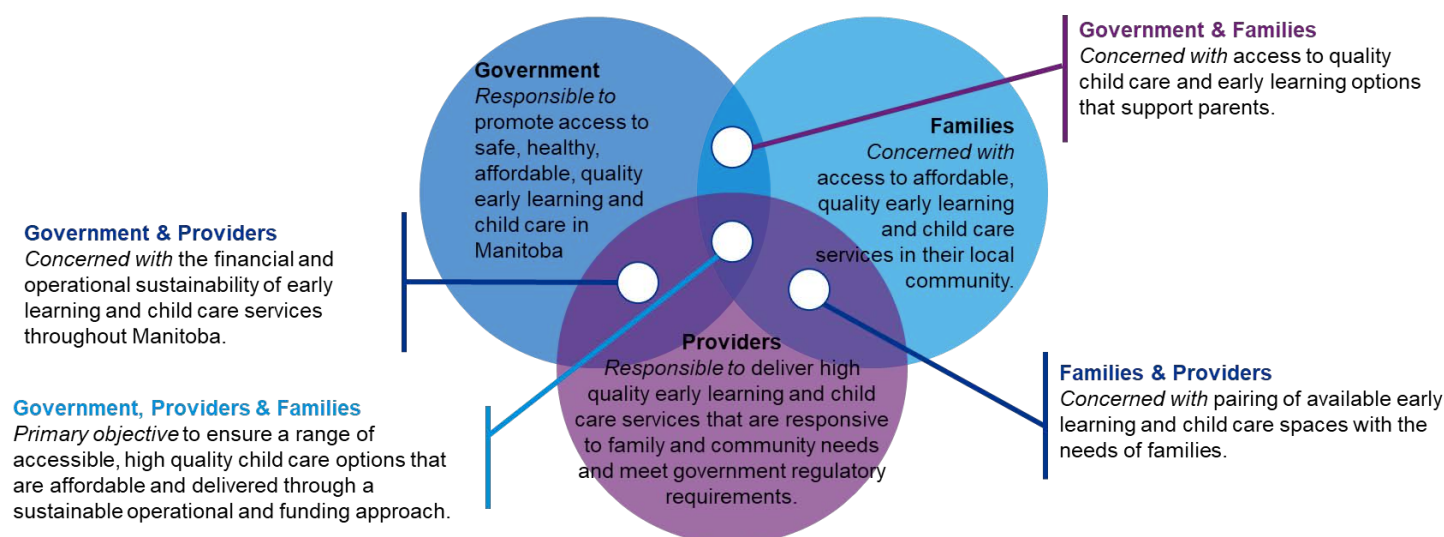 Government
Responsible to
promote access to
safe, healthy,
affordable, quality
early learning and
child care in
Manitoba
Families
Concerned with
access to affordable,
quality early learning
and child care
services in their local
community.
Government & Families
Concerned with access to quality
child care and early learning options
that support parents.
Government & Providers
Concerned with the financial and
operational sustainability of early
learning and child care services
throughout Manitoba.
Providers
Responsible to deliver high
quality early learning and child
care services that are responsive
to family and community needs
and meet government regulatory
requirements.
Families & Providers
Concerned with pairing of available early
learning and child care spaces with the
needs of families.
Government, Providers & Families
Primary objective to ensure a range of
accessible, high quality child care options that
are affordable and delivered through a
sustainable operational and funding approach.